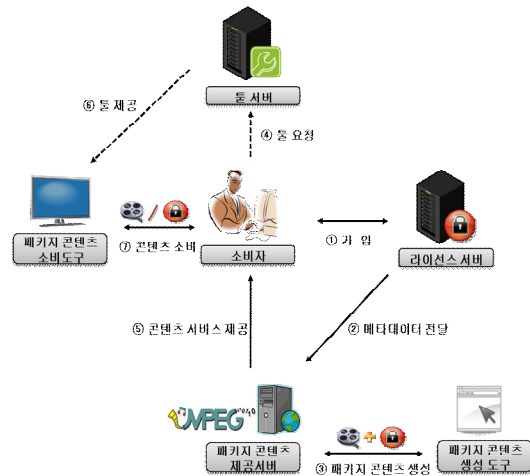 툴 서버
⑥ 툴 제공
④ 툴 요청
패키지 콘텐츠
소비도구
⑦ 콘텐츠 소비
소비자
① 가 입
라이선스 서버
⑤ 콘텐츠 서비스 제공
② 메타데이터 전달
MPEG
패키지 콘텐츠
제공서버
③ 패키지 콘텐츠 생성
패키지 콘텐츠
생성 도구